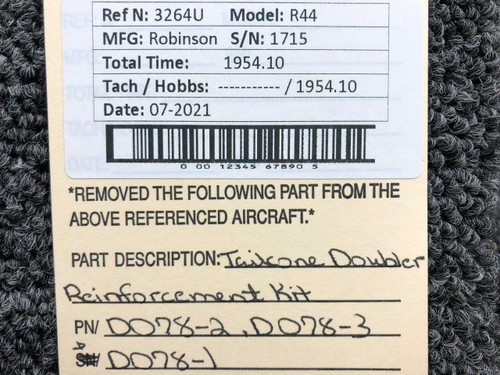 Ref N: 3264U Model: R44
MFG: Robinson S/N: 1715
Total Time: 1954.10
Tach / Hobbs: ----------- / 1954.10
Date: 07-2021
0 00 12345 67890 5
*REMOVED THE FOLLOWING PART FROM THE
ABOVE REFERENCED AIRCRAFT.*
PART DESCRIPTION: Tailcone Doubler
Reinforcement Kit
PN/ D078-2, D078-3
D078-1